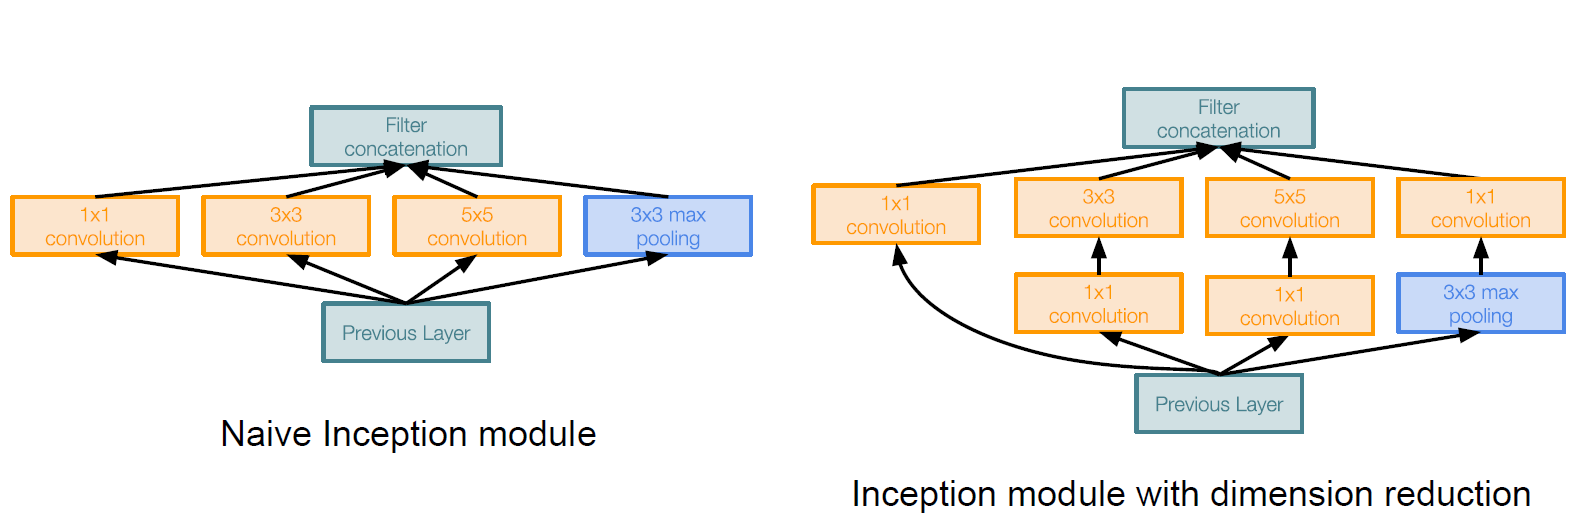 Filter
concatenation
1x1
convolution
3x3
convolution
5x5
convolution
3x3 max
pooling
Previous Layer
Naive Inception module
Filter
concatenation
1x1
convolution
3x3
convolution
5x5
convolution
1x1
convolution
1x1
convolution
1x1
convolution
3x3 max
pooling
Previous Layer
Inception module with dimension reduction